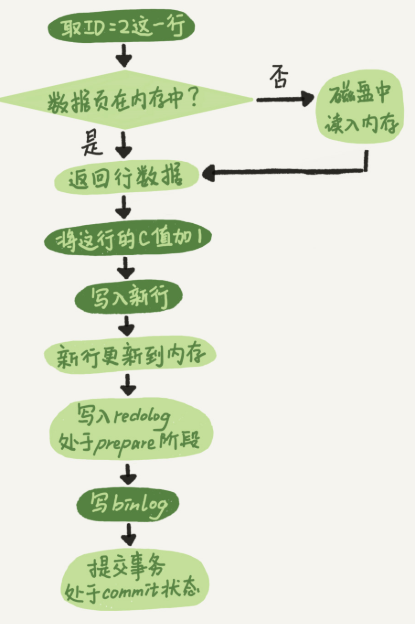 取ID=2这一行
数据页在内存中？
否
磁盘中
读入内存
是
返回行数据
将这行的C值加1
写入新行
新行更新到内存
写入redolog
处于prepare阶段
写binlog
提交事务
处于commit状态